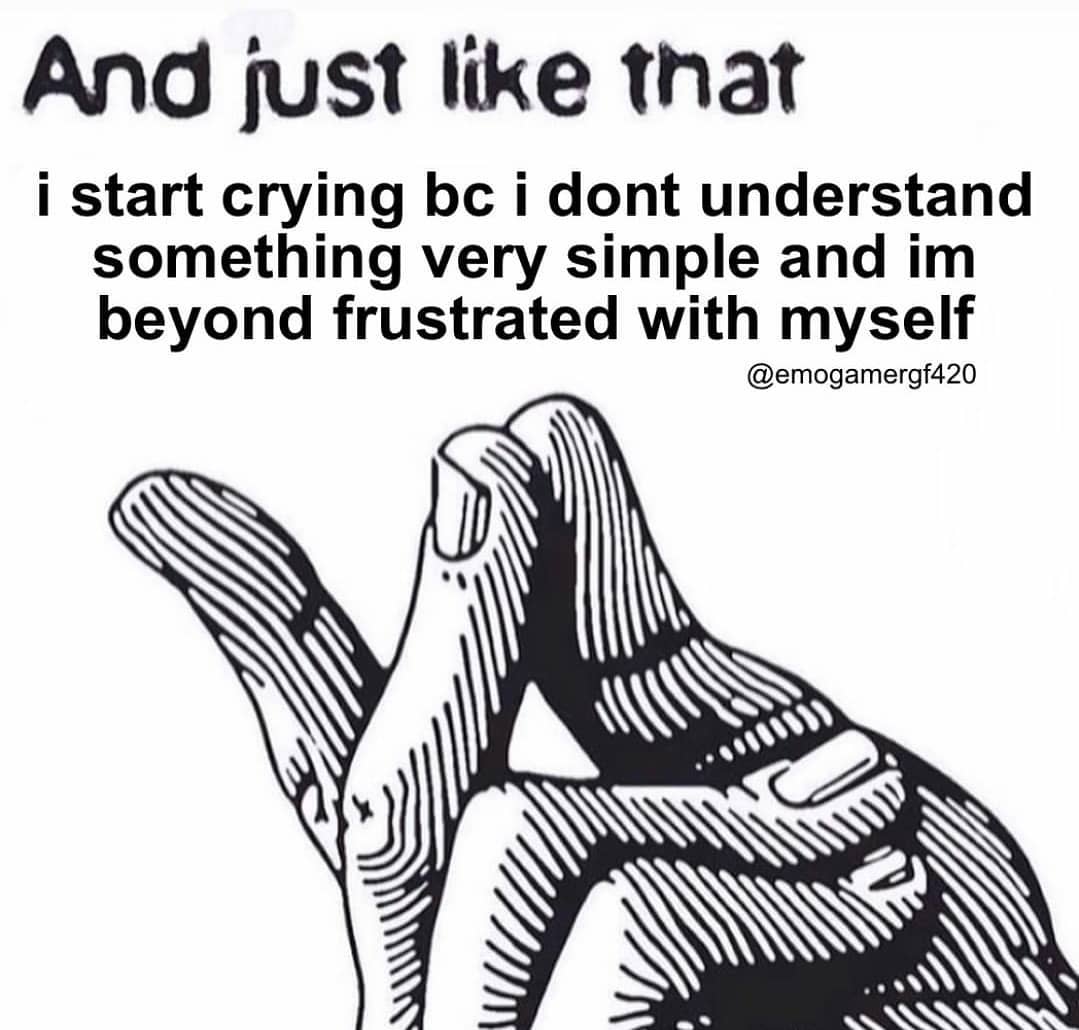 And just like that
i start crying bc i dont understand
something very simple and im
beyond frustrated with myself
@emogamergf420